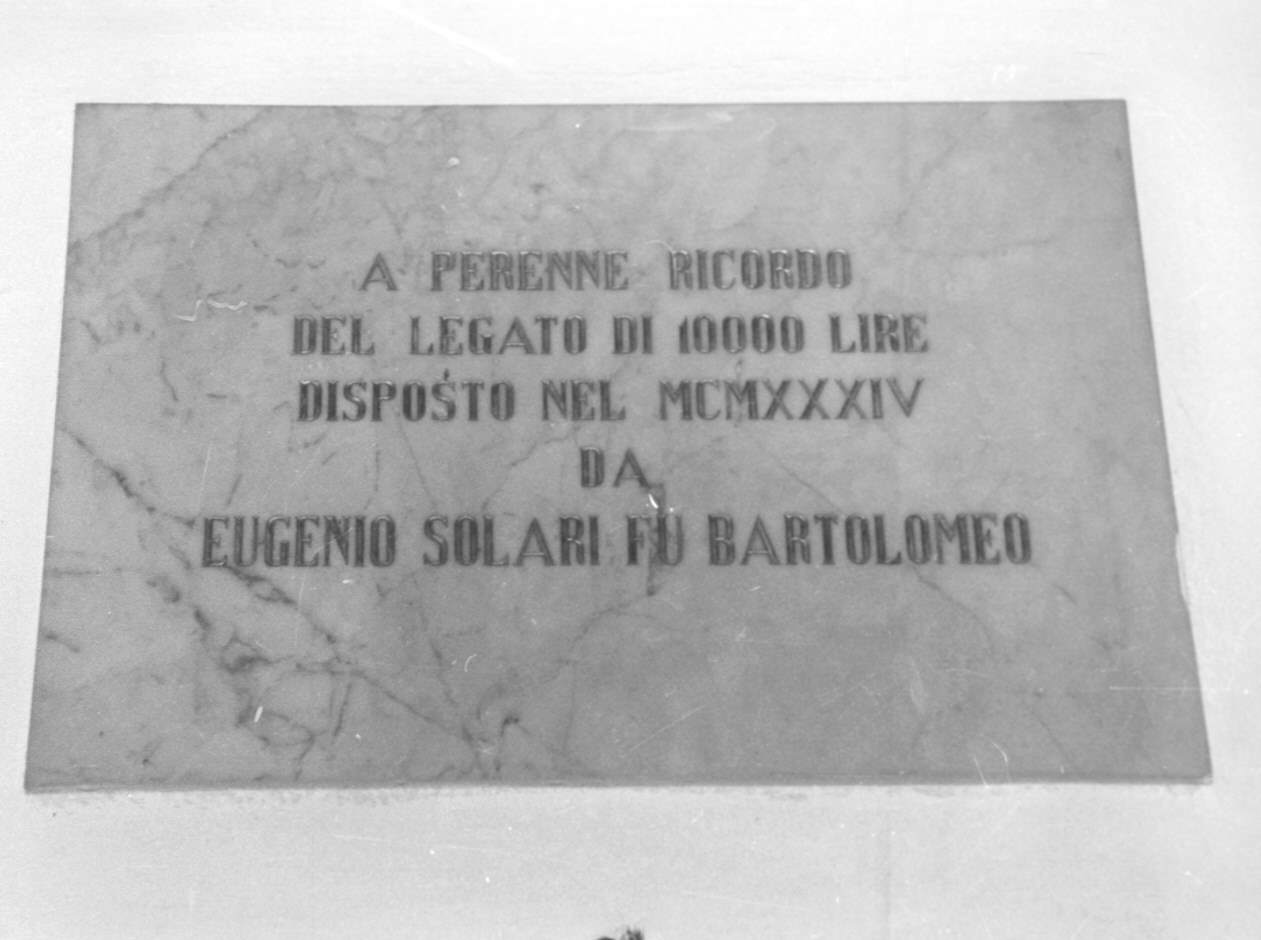 A PERENNE RICORDO
DEL LEGATO DI 10000 LIRE
DISPOSTO NEL MCMXXXIV
DA
EUGENIO SOLARI FU BARTOLOMEO